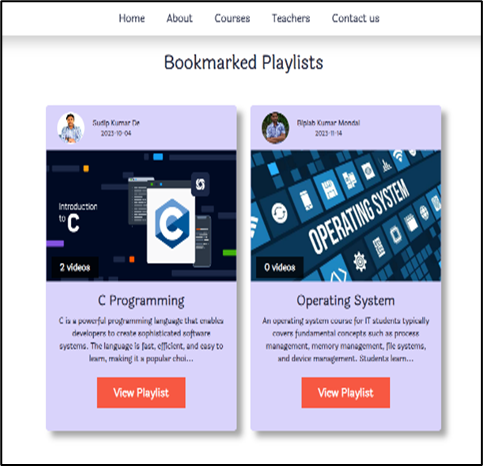 Home About Courses Teachers Contact us
Bookmarked Playlists
Sudip Kumar De
2023-10-04
Introduction
to C
2 videos
C Programming
C is a powerful programming language that enables
developers to create sophisticated software
systems. The language is fast, efficient, and easy to
learn, making it a popular choi...
View Playlist
Biplab Kumar Mondal
2023-11-14
OPERATING SYSTEM
0 videos
Operating System
An operating system course for IT students typically
covers fundamental concepts such as process
management, memory management, file systems,
and device management. Students learn...
View Playlist